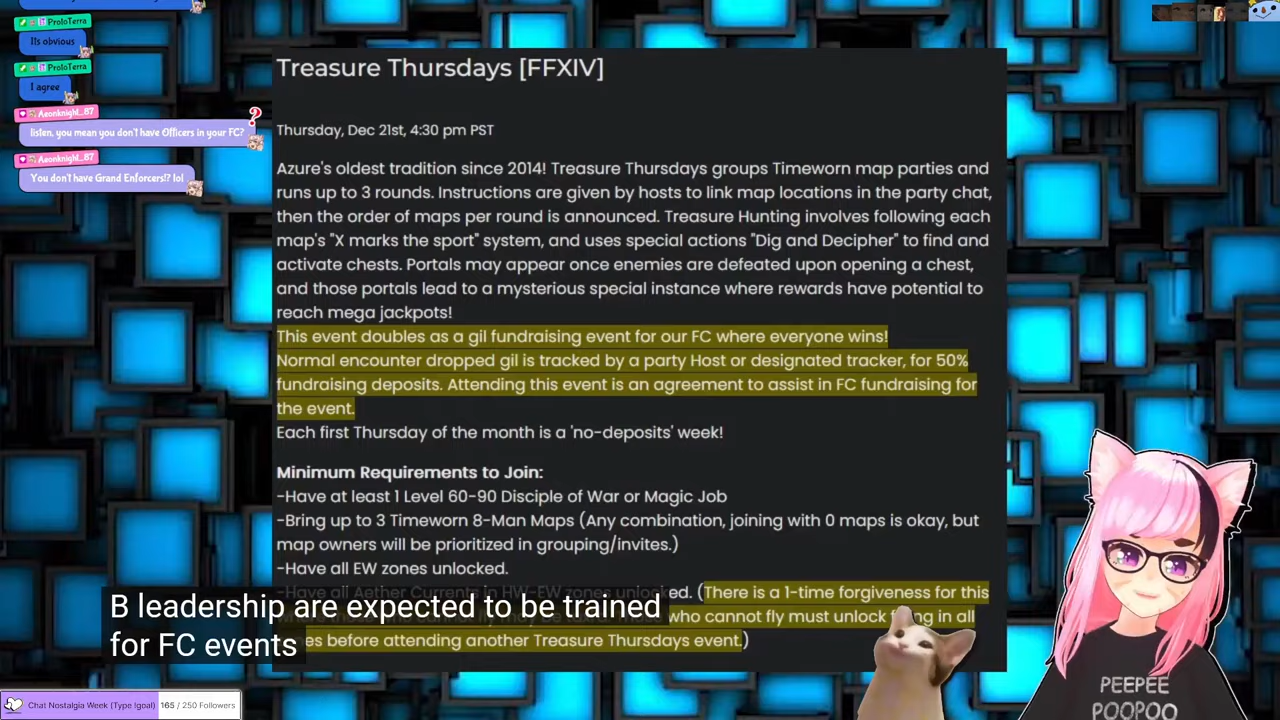 ProloTerra
Its obvious
ProloTerra
I agree
Aeonknight_87
listen, you mean you don't have Officers in your FC?
?
Aeonknight_87
You don't have Grand Enforcers!? lol
Treasure Thursdays [FFXIV]
Thursday, Dec 21st, 4:30 pm PST
Azure's oldest tradition since 2014! Treasure Thursdays groups Timeworn map parties and
runs up to 3 rounds. Instructions are given by hosts to link map locations in the party chat,
then the order of maps per round is announced. Treasure Hunting involves following each
map's "X marks the sport" system, and uses special actions "Dig and Decipher" to find and
activate chests. Portals may appear once enemies are defeated upon opening a chest,
and those portals lead to a mysterious special instance where rewards have potential to
reach mega jackpots!
This event doubles as a gil fundraising event for our FC where everyone wins!
Normal encounter dropped gil is tracked by a party Host or designated tracker, for 50%
fundraising deposits. Attending this event is an agreement to assist in FC fundraising for
the event.
Each first Thursday of the month is a 'no-deposits' week!
Minimum Requirements to Join:
-Have at least 1 Level 60-90 Disciple of War or Magic Job
-Bring up to 3 Timeworn 8-Man Maps (Any combination, joining with 0 maps is okay, but
map owners will be prioritized in grouping/invites.)
-Have all EW zones unlocked.
-Have all Aether Currents in HW-EW zones unlocked. (There is a 1-time forgiveness for this
who cannot fly must unlock in all
before attending another Treasure Thursdays event.)
B leadership are expected to be trained
for FC events
PEEPEE
POOPOO
Chat Nostalgia Week (Type !goal)
165 / 250 Followers